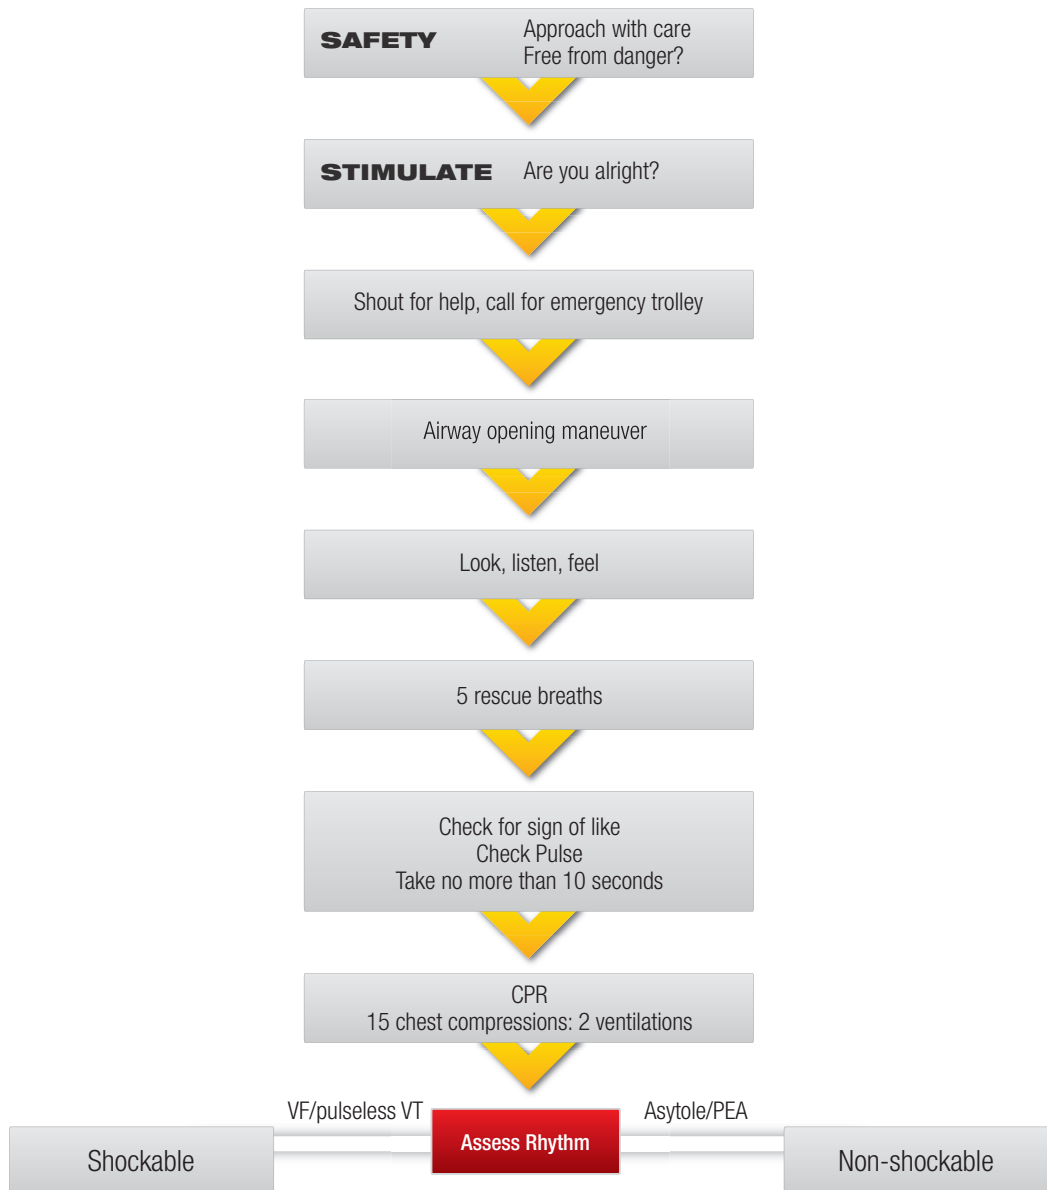 SAFETY Approach with care
Free from danger?
STIMULATE Are you alright?
Shout for help, call for emergency trolley
Airway opening maneuver
Look, listen, feel
5 rescue breaths
Check for sign of like
Check Pulse
Take no more than 10 seconds
CPR
15 chest compressions: 2 ventilations
VF/pulseless VT
Assess Rhythm
Asytole/PEA
Shockable
Non-shockable